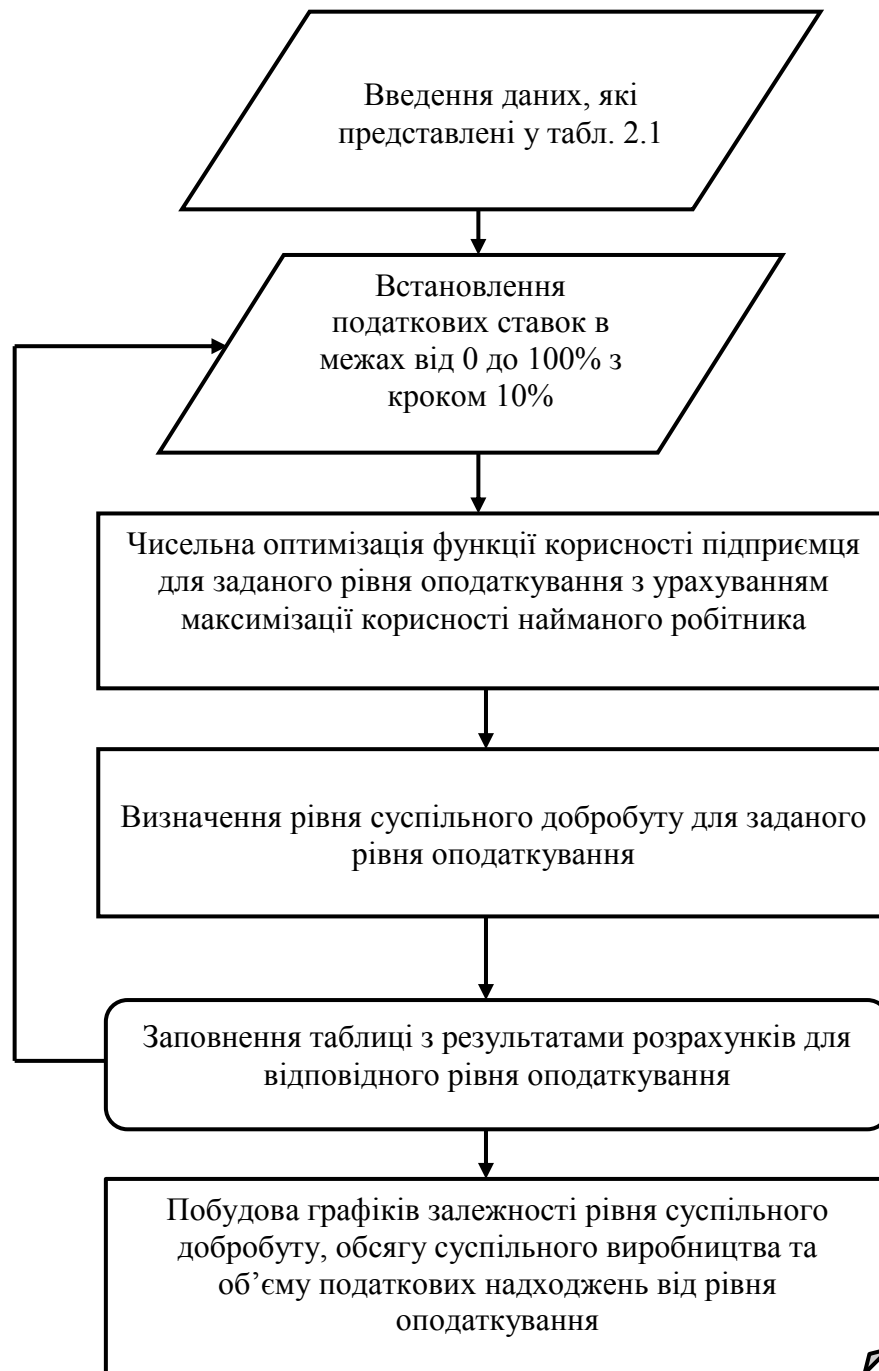 Введення даних, які
представлені у табл. 2.1
Встановлення
податкових ставок в
межах від 0 до 100% з
кроком 10%
Чисельна оптимізація функції корисності підприємця
для заданого рівня оподаткування з урахуванням
максимізації корисності найманого робітника
Визначення рівня суспільного добробуту для заданого
рівня оподаткування
Заповнення таблиці з результатами розрахунків для
відповідного рівня оподаткування
Побудова графіків залежності рівня суспільного
добробуту, обсягу суспільного виробництва та
об’єму податкових надходжень від рівня
оподаткування